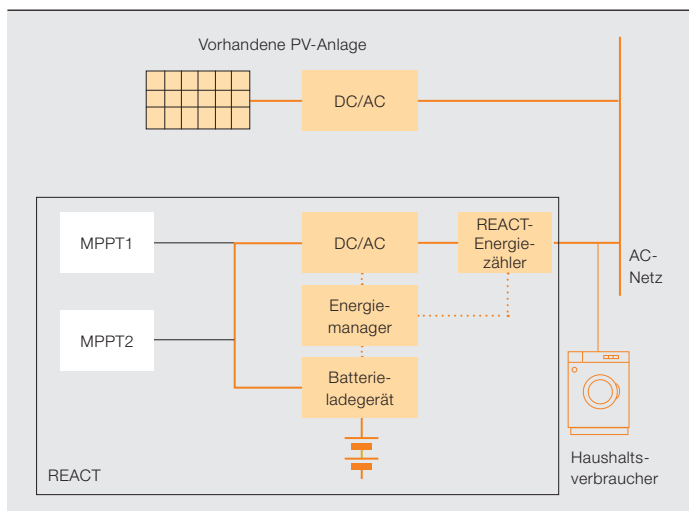 Vorhandene PV-Anlage
DC/AC
MPPT1
DC/AC
REACT-
Energie-
zähler
AC-
Netz
Energie-
manager
MPPT2
Batterie-
ladegerät
Haushalts-
verbraucher
REACT